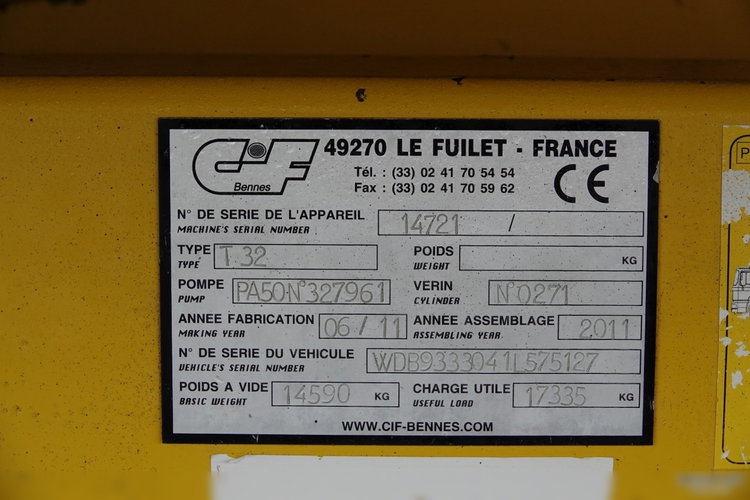 CIF
Bennes
49270 LE FUILET - FRANCE
Tél. : (33) 02 41 70 54 54
Fax : (33) 02 41 70 59 62
CE
N° DE SERIE DE L'APPAREIL 14721 /
MACHINE'S SERIAL NUMBER
TYPE T.32 POIDS KG
TYPE WEIGHT
POMPE PA50N°327961 VERIN N°0271
PUMP CYLINDER
ANNEE FABRICATION 06/11 ANNÉE ASSEMBLAGE 2011
MAKING YEAR ASSEMBLING YEAR
N° DE SERIE DU VEHICULE WDB9333041L575127
VEHICLE'S SERIAL NUMBER
POIDS A VIDE 14590 KG CHARGE UTILE 17335 KG
BASIC WEIGHT USEFUL LOAD
WWW.CIF-BENNES.COM
P